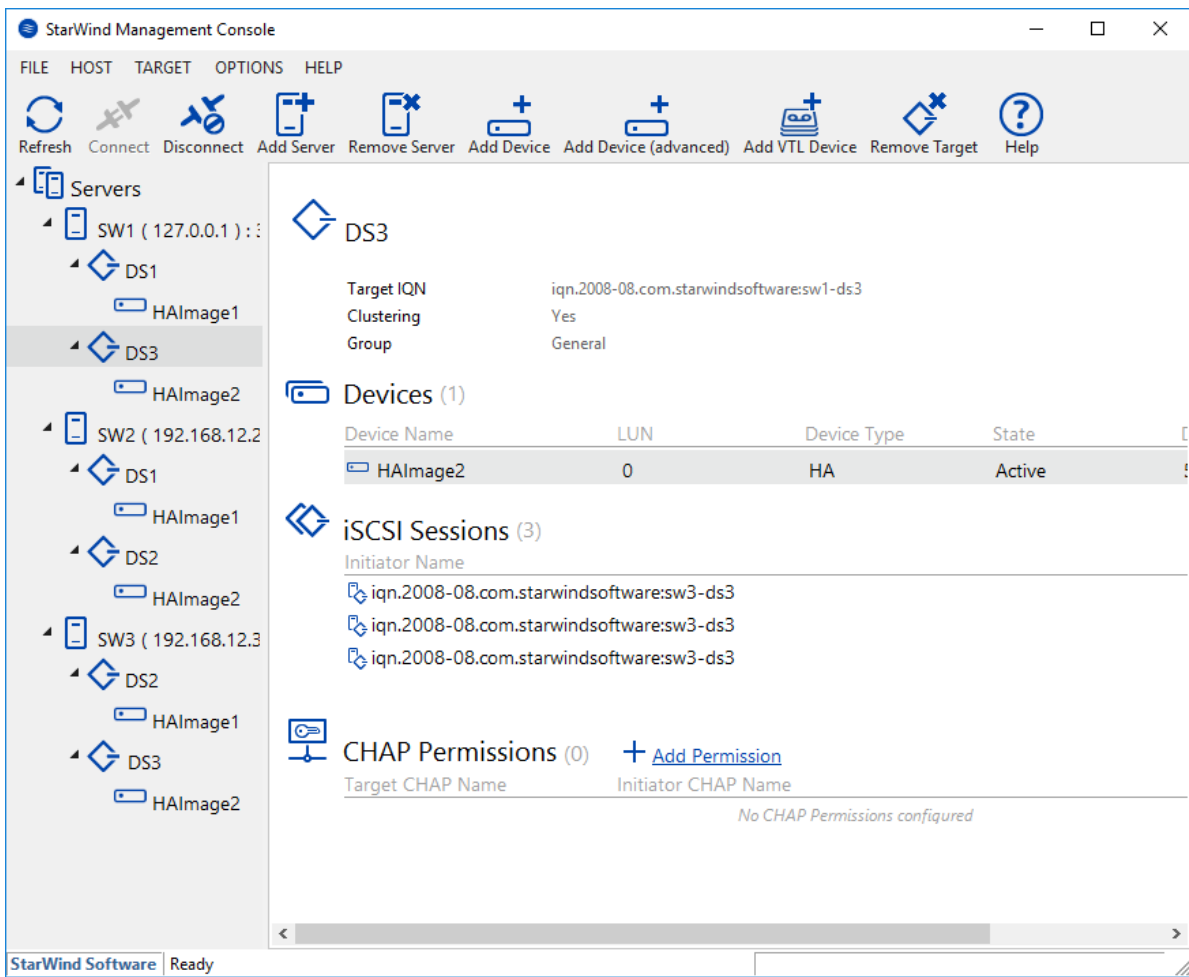 StarWind Management Console
FILE HOST TARGET OPTIONS HELP
Refresh Connect Disconnect Add Server Remove Server Add Device Add Device (advanced) Add VTL Device Remove Target Help
Servers
SW1 ( 127.0.0.1 ) :
DS1
HAImage1
DS3
HAImage2
SW2 ( 192.168.12.2
DS1
HAImage1
DS2
HAImage2
SW3 ( 192.168.12.3
DS2
HAImage1
DS3
HAImage2
DS3
Target IQN iqn.2008-08.com.starwindsoftware:sw1-ds3
Clustering Yes
Group General
Devices (1)
Device Name LUN Device Type State
HAImage2 0 HA Active
iSCSI Sessions (3)
Initiator Name
iqn.2008-08.com.starwindsoftware:sw3-ds3
iqn.2008-08.com.starwindsoftware:sw3-ds3
iqn.2008-08.com.starwindsoftware:sw3-ds3
CHAP Permissions (0) Add Permission
Target CHAP Name Initiator CHAP Name
No CHAP Permissions configured
StarWind Software Ready